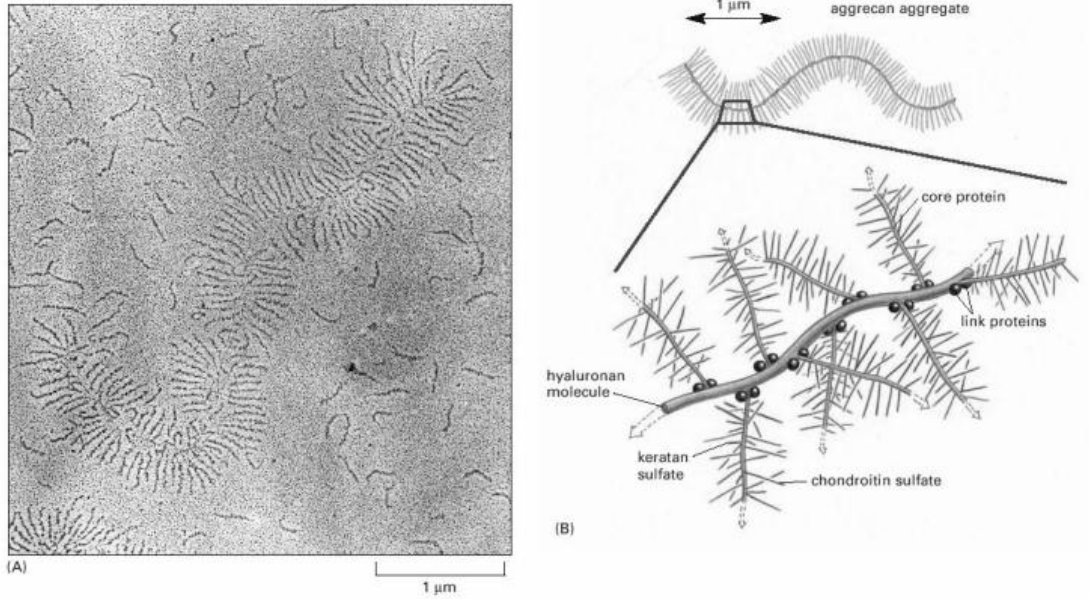 (A)
1 μm
1 μm
aggrecan aggregate
core protein
link proteins
hyaluronan
molecule
keratan
sulfate
chondroitin sulfate
(B)